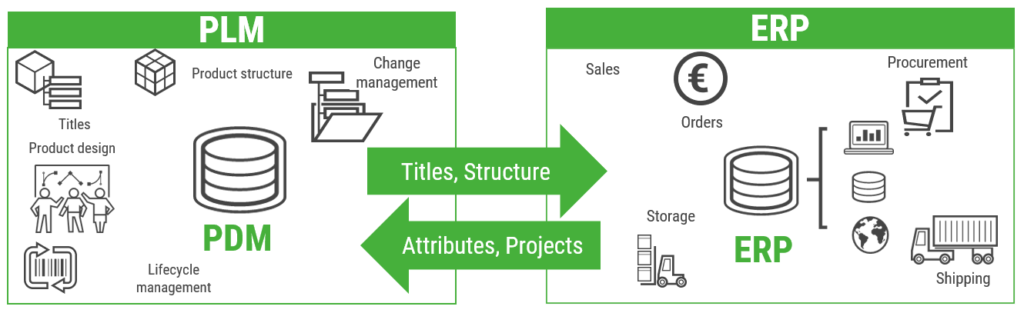 PLM
Product structure
Change
management
Titles
Product design
PDM
Lifecycle
management
Titles, Structure
Attributes, Projects
ERP
Sales
€
Orders
Procurement
Storage
ERP
Shipping